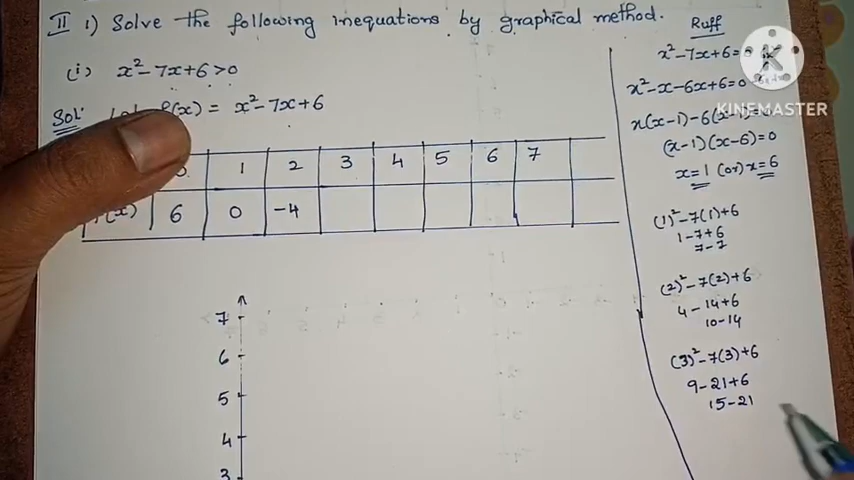 II 1) Solve the following inequations by graphical method.
(i) x² - 7x + 6 > 0
Sol:
f(x) = x² - 7x + 6
1 2 3 4 5 6 7
f(x) 6 0 -4
7
6
5
4
3
Ruff
x² - 7x + 6 = 0
x² - x - 6x + 6 = 0
x(x-1) - 6(x-1) = 0
(x-1)(x-6) = 0
x = 1 (or) x = 6
(1)² - 7(1) + 6
1 - 7 + 6
7 - 7
(2)² - 7(2) + 6
4 - 14 + 6
10 - 14
(3)² - 7(3) + 6
9 - 21 + 6
15 - 21
KINEMASTER